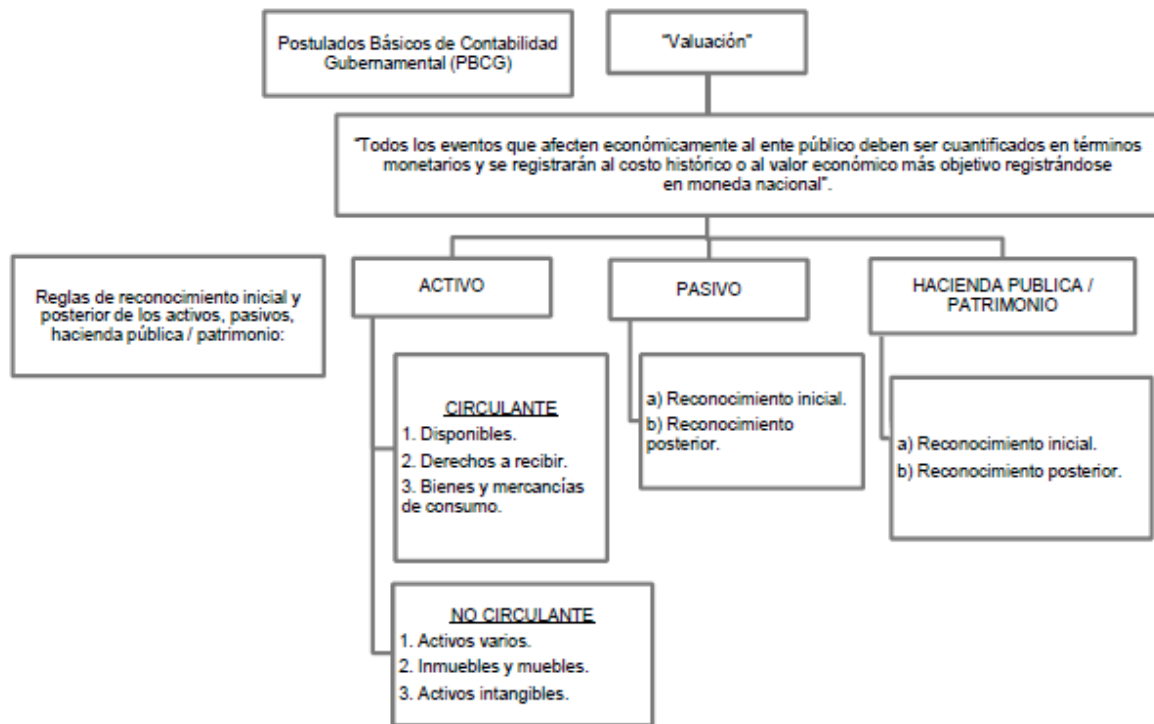 Postulados Básicos de Contabilidad
Gubernamental (PBCG)
"Valuación"
"Todos los eventos que afecten económicamente al ente público deben ser cuantificados en términos
monetarios y se registrarán al costo histórico o al valor económico más objetivo registrándose
en moneda nacional".
Reglas de reconocimiento inicial y
posterior de los activos, pasivos,
hacienda pública / patrimonio:
ACTIVO
PASIVO
HACIENDA PUBLICA /
PATRIMONIO
CIRCULANTE
1. Disponibles.
2. Derechos a recibir.
3. Bienes y mercancías
de consumo.
a) Reconocimiento inicial.
b) Reconocimiento
posterior.
a) Reconocimiento inicial.
b) Reconocimiento posterior.
NO CIRCULANTE
1. Activos varios.
2. Inmuebles y muebles.
3. Activos intangibles.